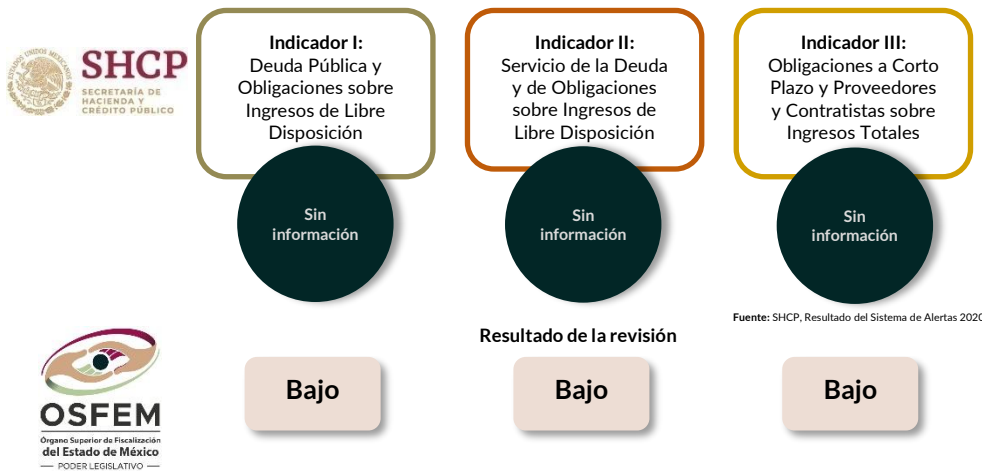 SHCP
SECRETARÍA DE
HACIENDA Y
CRÉDITO PÚBLICO
Indicador I:
Deuda Pública y
Obligaciones sobre
Ingresos de Libre
Disposición
Sin
información
Indicador II:
Servicio de la Deuda
y de Obligaciones
sobre Ingresos de
Libre Disposición
Sin
información
Indicador III:
Obligaciones a Corto
Plazo y Proveedores
y Contratistas sobre
Ingresos Totales
Sin
información
Fuente: SHCP, Resultado del Sistema de Alertas 2020
Resultado de la revisión
OSFEM
Órgano Superior de Fiscalización
del Estado de México
PODER LEGISLATIVO
Bajo
Bajo
Bajo